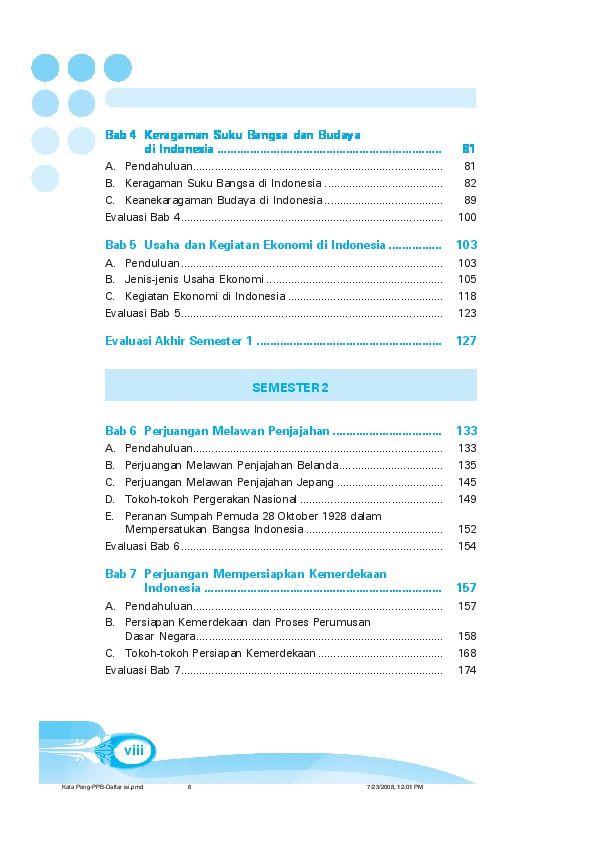 Bab 4 Keragaman Suku Bangsa dan Budaya
di Indonesia ................................................................... 81
A. Pendahuluan.................................................................................. 81
B. Keragaman Suku Bangsa di Indonesia ....................................... 82
C. Keanekaragaman Budaya di Indonesia ....................................... 89
Evaluasi Bab 4...................................................................................... 100
Bab 5 Usaha dan Kegiatan Ekonomi di Indonesia ................ 103
A. Penduluan...................................................................................... 103
B. Jenis-jenis Usaha Ekonomi .......................................................... 105
C. Kegiatan Ekonomi di Indonesia ................................................... 118
Evaluasi Bab 5...................................................................................... 123
Evaluasi Akhir Semester 1 ........................................................ 127
SEMESTER 2
Bab 6 Perjuangan Melawan Penjajahan ................................. 133
A. Pendahuluan.................................................................................. 133
B. Perjuangan Melawan Penjajahan Belanda.................................. 135
C. Perjuangan Melawan Penjajahan Jepang ................................... 145
D. Tokoh-tokoh Pergerakan Nasional ............................................... 149
E. Peranan Sumpah Pemuda 28 Oktober 1928 dalam
Mempersatukan Bangsa Indonesia ............................................. 152
Evaluasi Bab 6...................................................................................... 154
Bab 7 Perjuangan Mempersiapkan Kemerdekaan
Indonesia ....................................................................... 157
A. Pendahuluan.................................................................................. 157
B. Persiapan Kemerdekaan dan Proses Perumusan
Dasar Negara................................................................................. 158
C. Tokoh-tokoh Persiapan Kemerdekaan ......................................... 168
Evaluasi Bab 7...................................................................................... 174
viii
Kata Peng-PPB-Daftar isi.pmd 8 7/23/2008, 12:01 PM